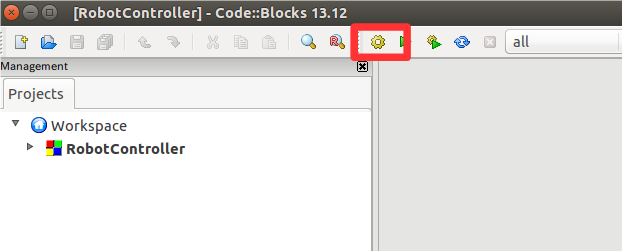 [RobotController] - Code::Blocks 13.12
all
Management
Projects
Workspace
RobotController